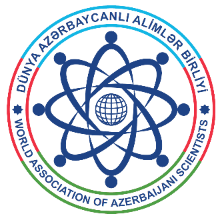 DÜNYA AZƏRBAYCANLI ALİMLƏR BİRLİYİ
WORLD ASSOCIATION OF AZERBAIJANI SCIENTISTS